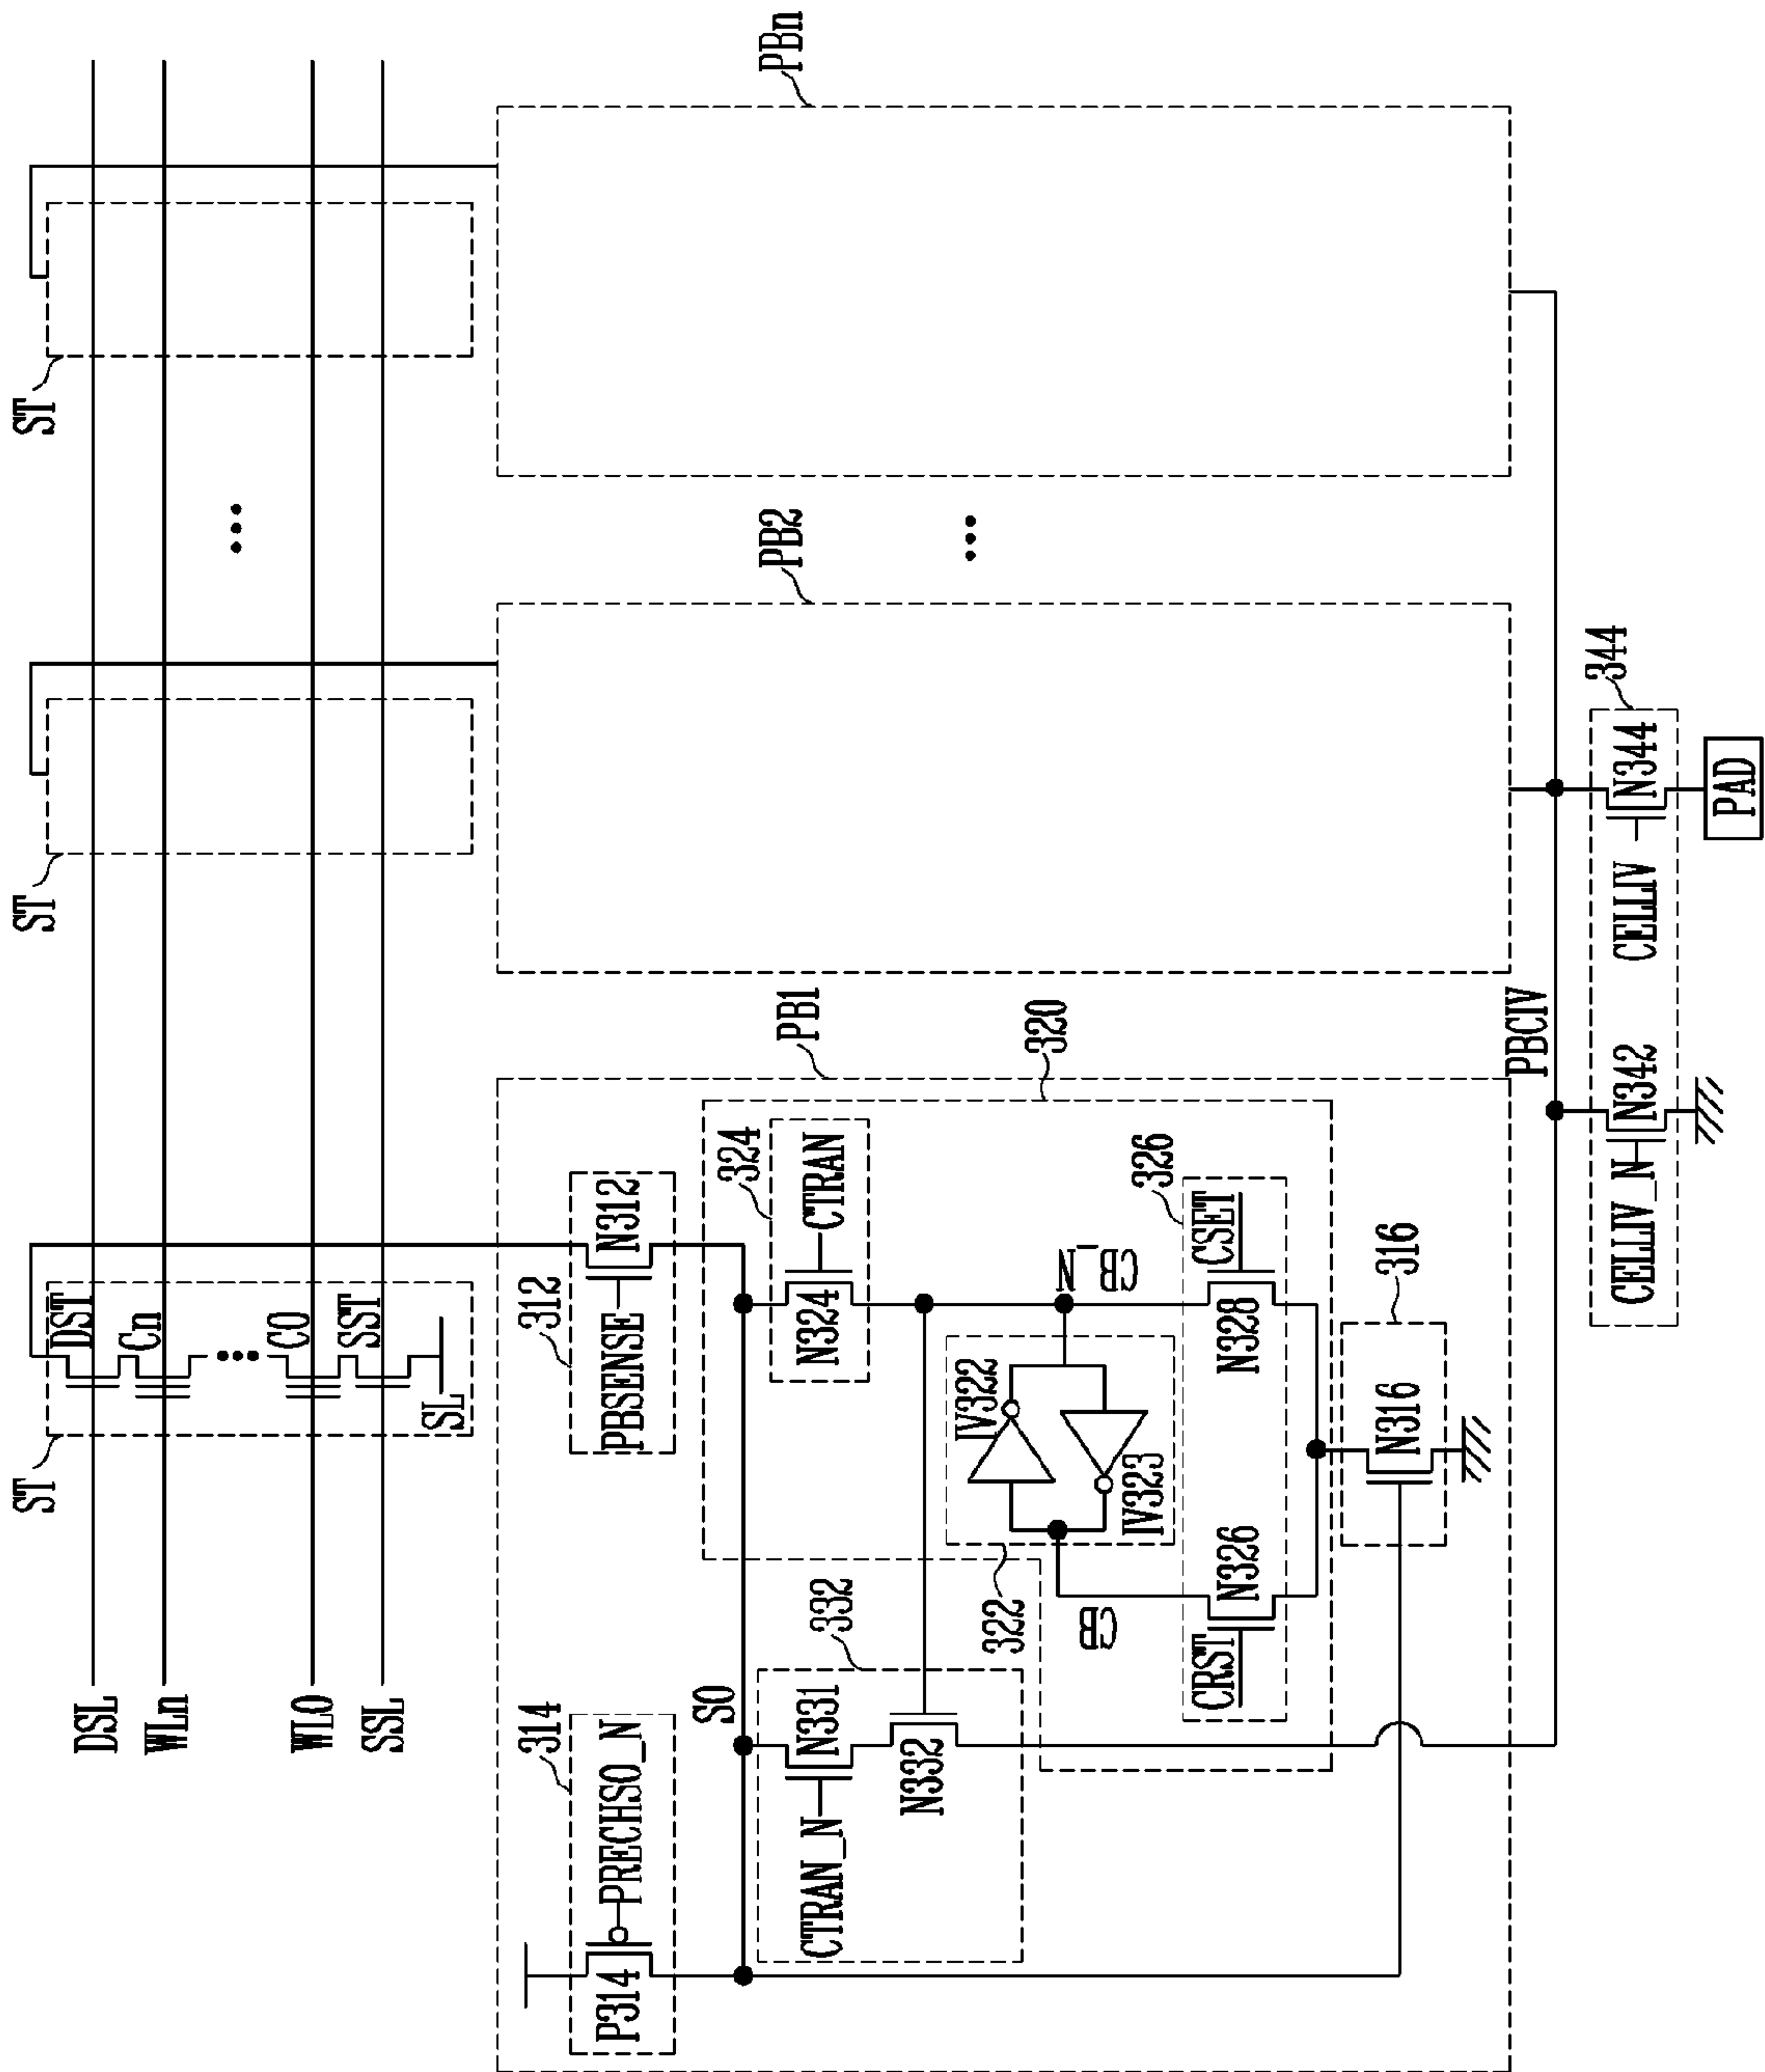 ST
ST
ST
DSL
WLn
WL0
SSL
DST
Cn
C0
SST
SL
PB1
PB2
PBn
314
P314
PRECHSO_N
312
PBSENSE
N312
SO
332
CTRAN_N
N331
N332
320
324
N324
CTRAN
322
IV322
IV323
CB
CB_N
326
CRST
N326
N328
CSET
316
N316
PBCIV
344
CELLIV_N
N342
CELLIV
N344
PAD